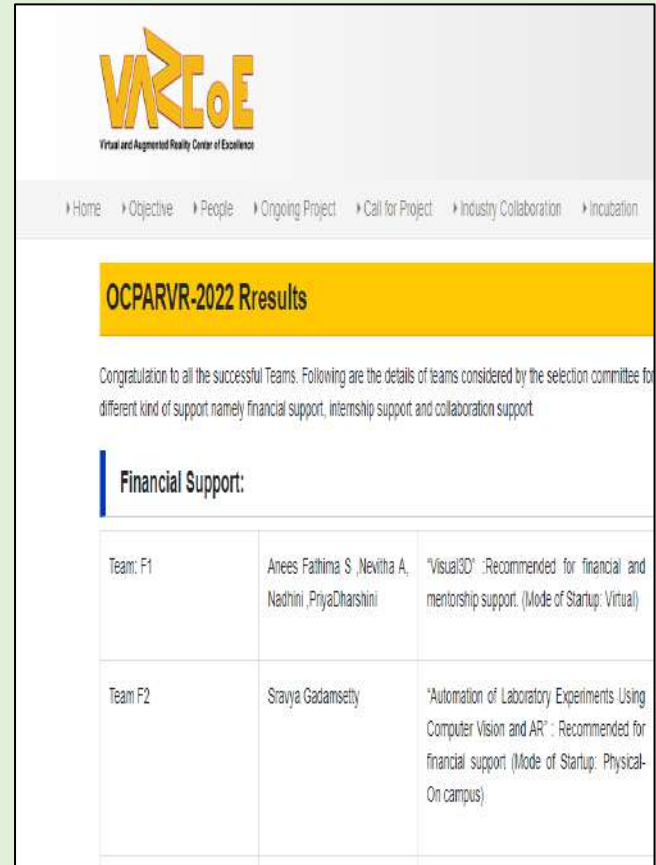 VARCoE
Virtual and Augmented Reality Center of Excellence
Home Objective People Ongoing Project Call for Project Industry Collaboration Incubation
OCPARVR-2022 Rresults
Congratulation to all the successful Teams. Following are the details of teams considered by the selection committee for
different kind of support namely financial support, internship support and collaboration support.
Financial Support:
Team: F1
Anees Fathima S ,Nevitha A,
Nadhini ,PriyaDharshini
“Visual3D” :Recommended for financial and
mentorship support. (Mode of Startup: Virtual)
Team F2
Sravya Gadamsetty
“Automation of Laboratory Experiments Using
Computer Vision and AR” : Recommended for
financial support (Mode of Startup: Physical-
On campus)